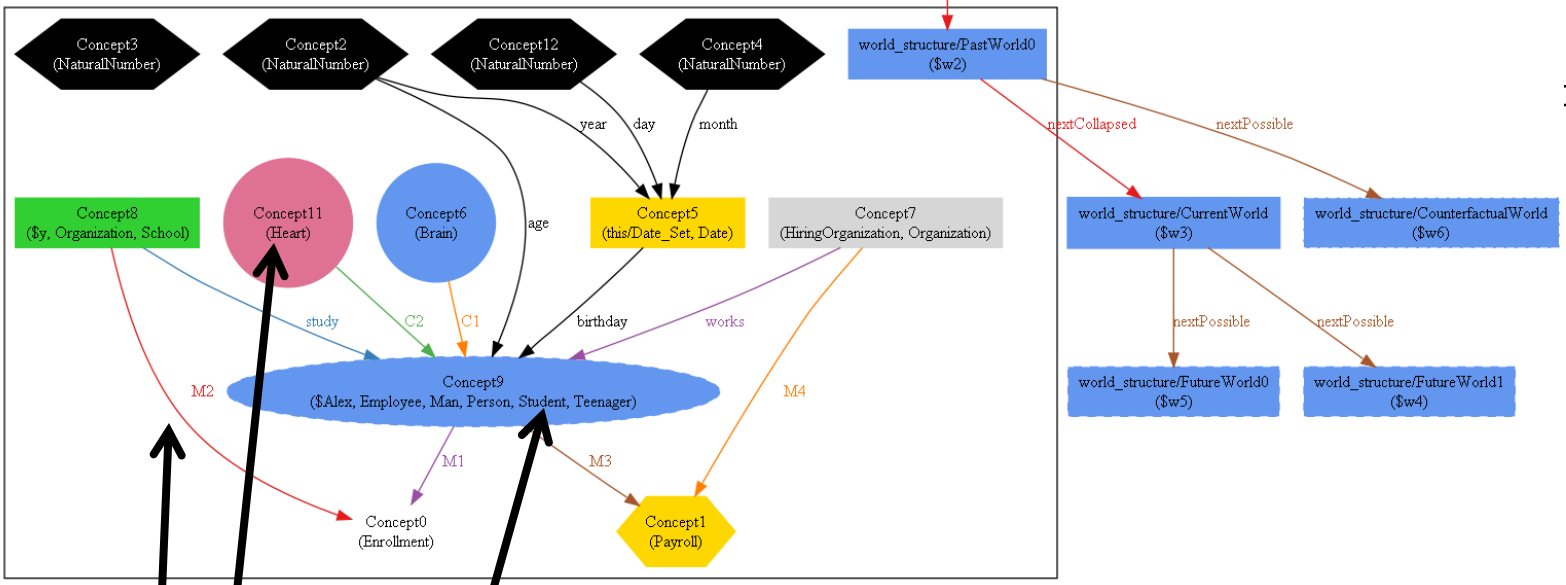 Concept3
(NaturalNumber)
Concept2
(NaturalNumber)
Concept12
(NaturalNumber)
Concept4
(NaturalNumber)
world_structure/PastWorld0
($w2)
year
day
month
nextCollapsed
nextPossible
Concept8
($y, Organization, School)
Concept11
(Heart)
Concept6
(Brain)
age
Concept5
(this/Date_Set, Date)
Concept7
(HiringOrganization, Organization)
world_structure/CurrentWorld
($w3)
world_structure/CounterfactualWorld
($w6)
study
C2
C1
birthday
works
nextPossible
nextPossible
M2
Concept9
($Alex, Employee, Man, Person, Student, Teenager)
M4
world_structure/FutureWorld0
($w5)
world_structure/FutureWorld1
($w4)
M1
M3
Concept0
(Enrollment)
Concept1
(Payroll)